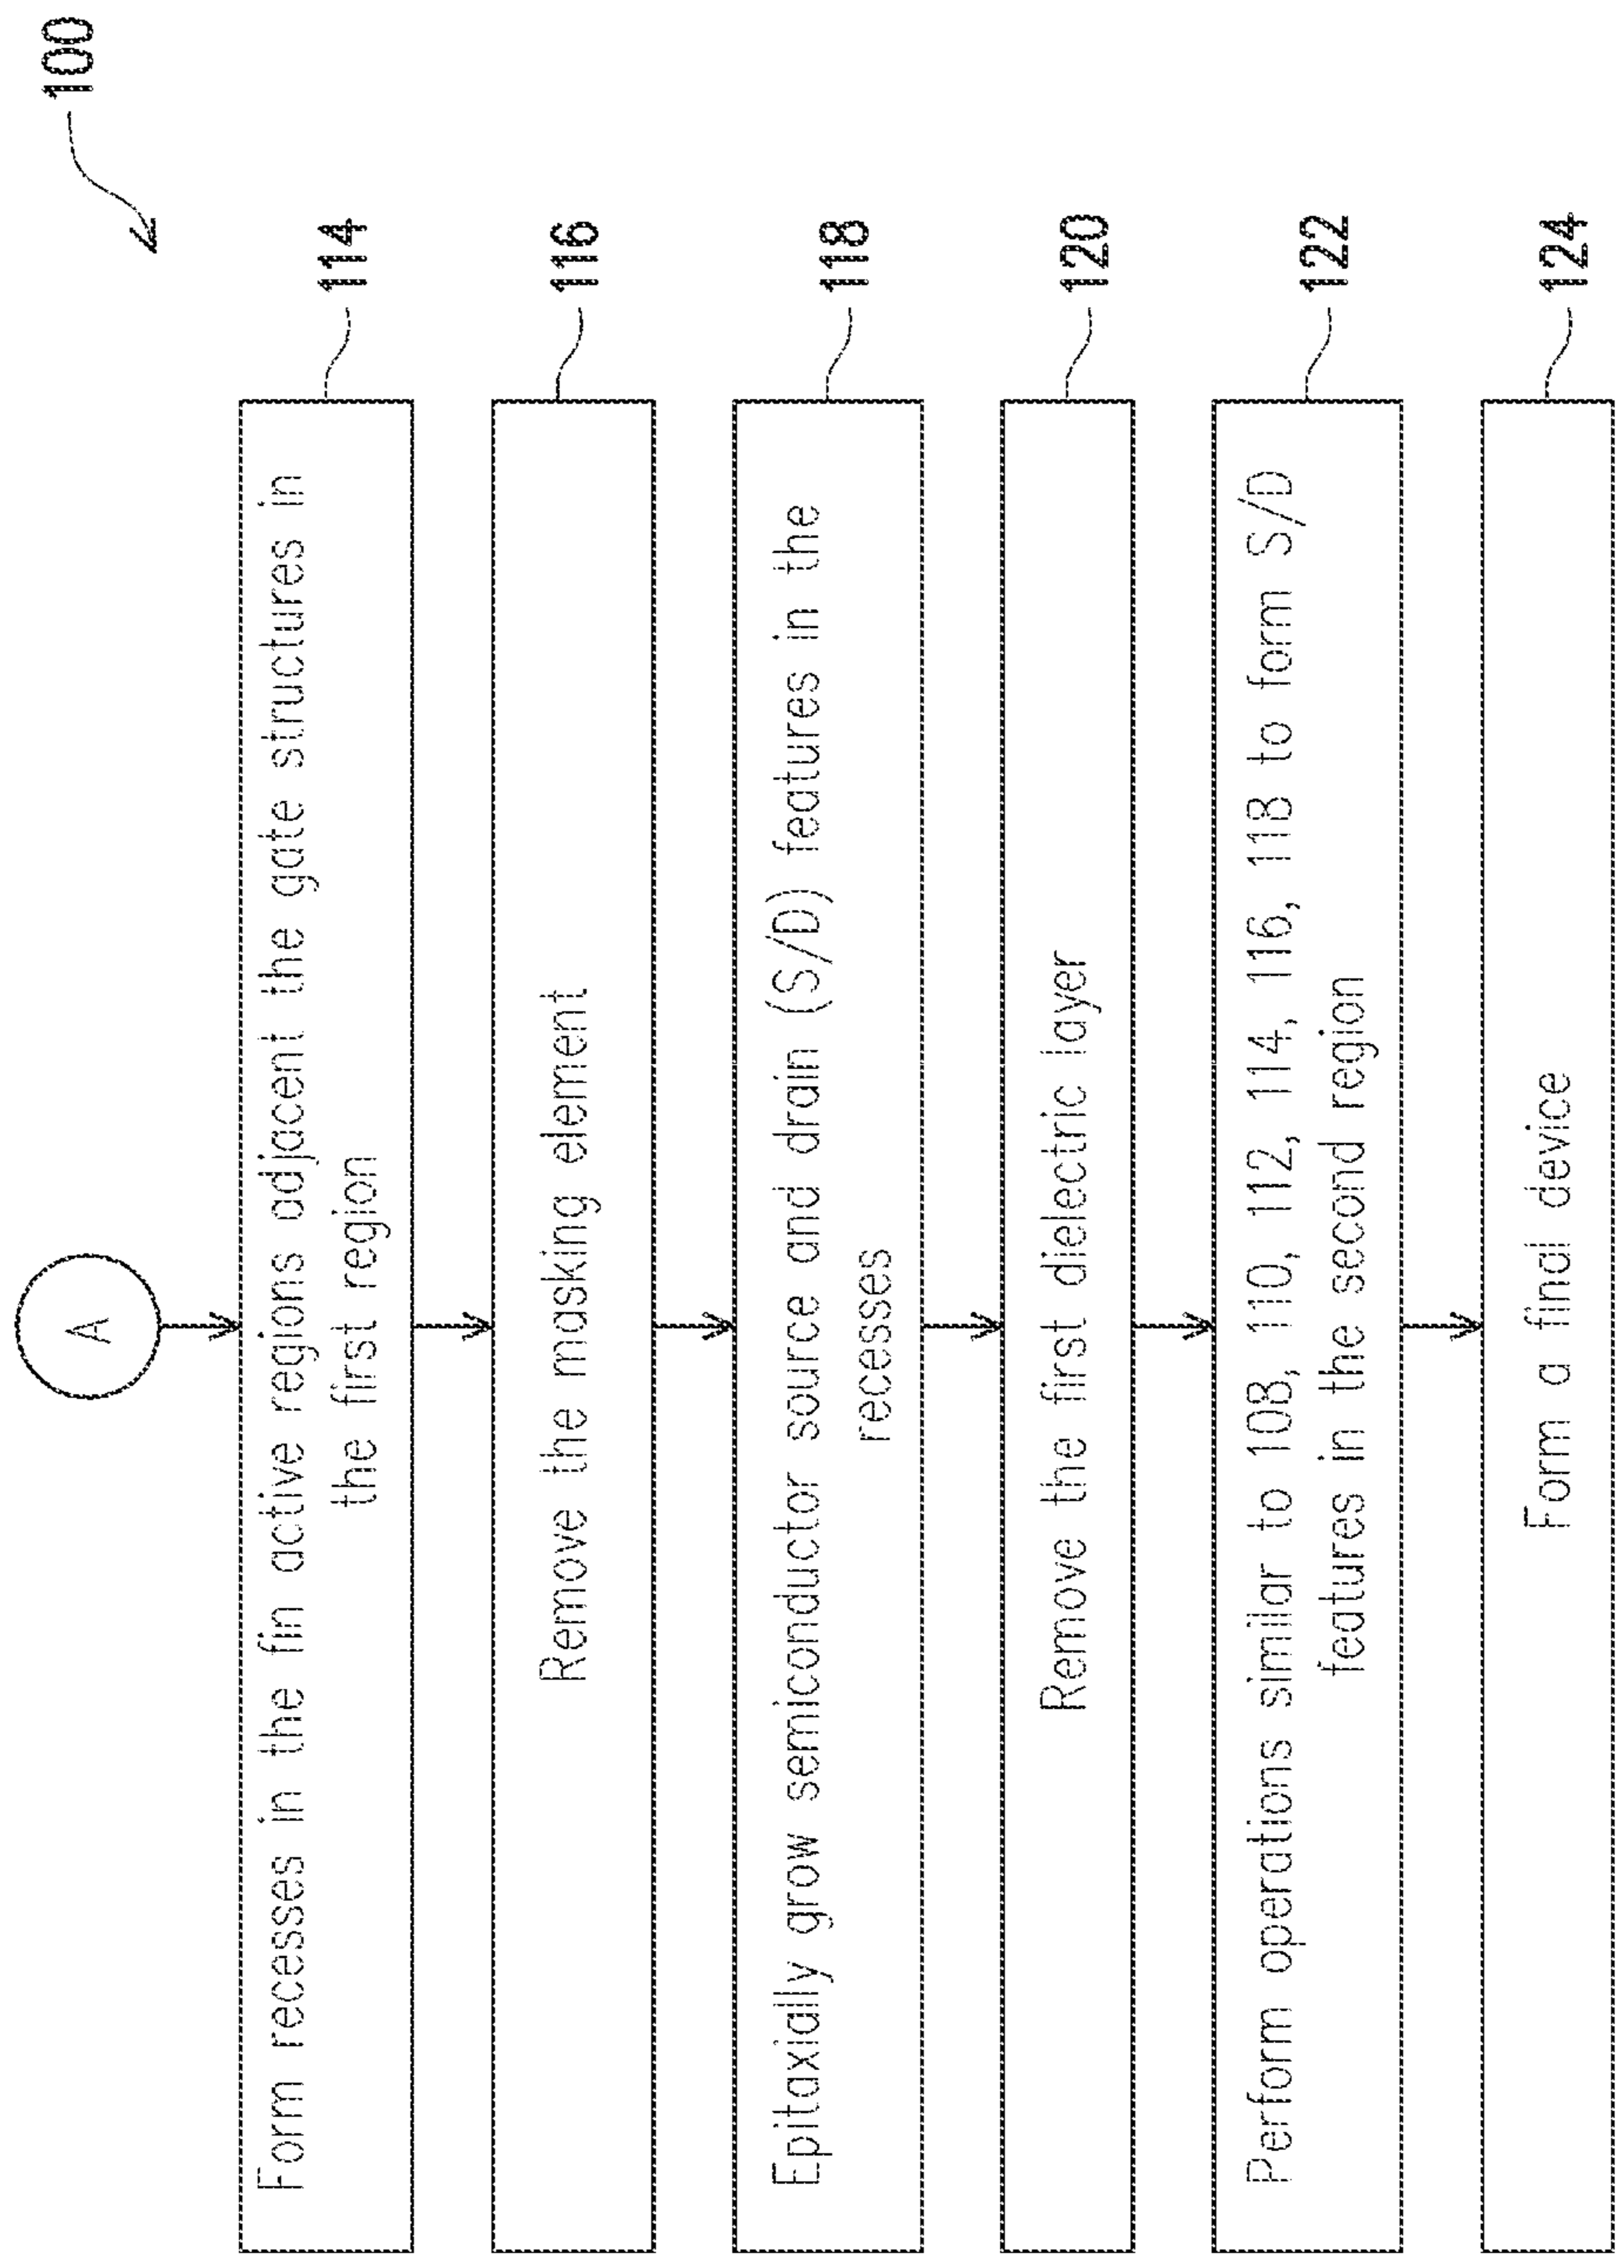 100
A
Form recesses in the fin active regions adjacent the gate structures in
the first region
114
Remove the masking element
116
Epitaxially grow semiconductor source and drain (S/D) features in the
recesses
118
Remove the first dielectric layer
120
Perform operations similar to 108, 110, 112, 114, 116, 118 to form S/D
features in the second region
122
Form a final device
124